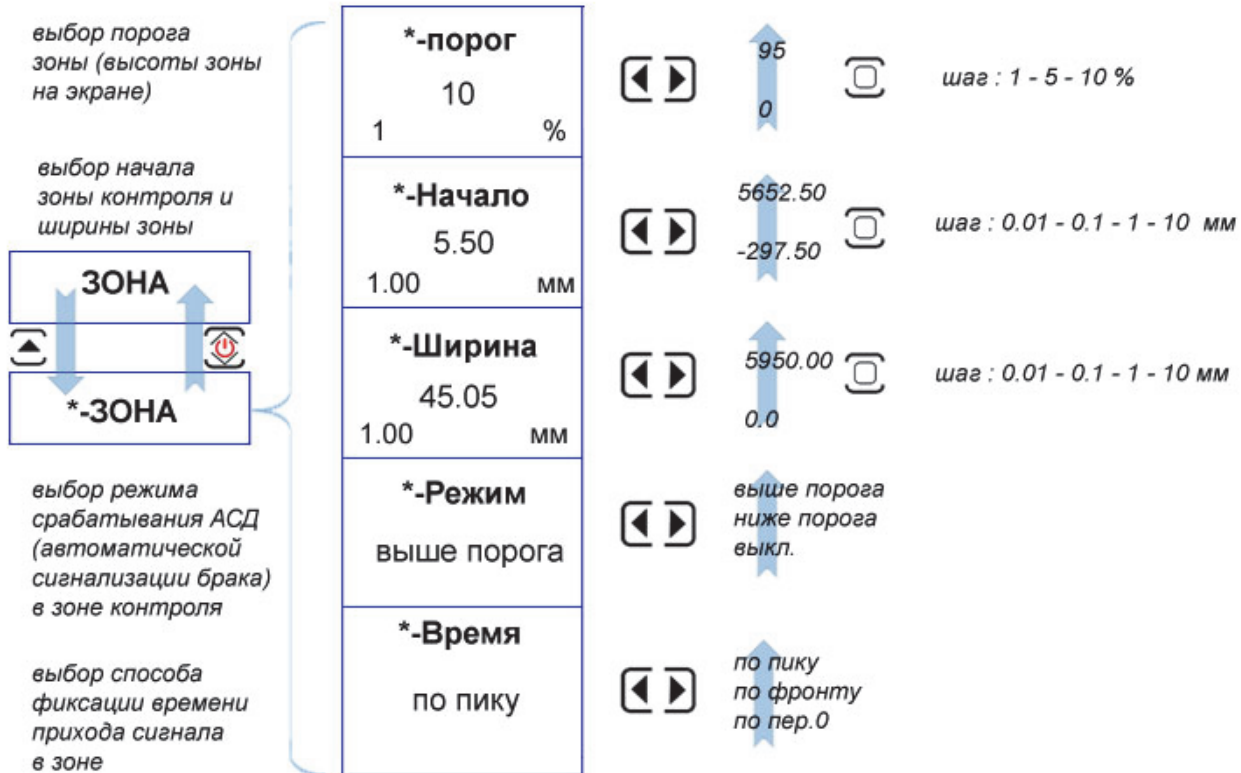 выбор порога
зоны (высоты зоны
на экране)
выбор начала
зоны контроля и
ширины зоны
ЗОНА
*-ЗОНА
выбор режима
срабатывания АСД
(автоматической
сигнализации брака)
в зоне контроля
выбор способа
фиксации времени
прихода сигнала
в зоне
*-порог
10
1 %
95
0
шаг : 1 - 5 - 10 %
*-Начало
5.50
1.00 мм
5652.50
-297.50
шаг : 0.01 - 0.1 - 1 - 10 мм
*-Ширина
45.05
1.00 мм
5950.00
0.0
шаг : 0.01 - 0.1 - 1 - 10 мм
*-Режим
выше порога
выше порога
ниже порога
выкл.
*-Время
по пику
по пику
по фронту
по пер.0